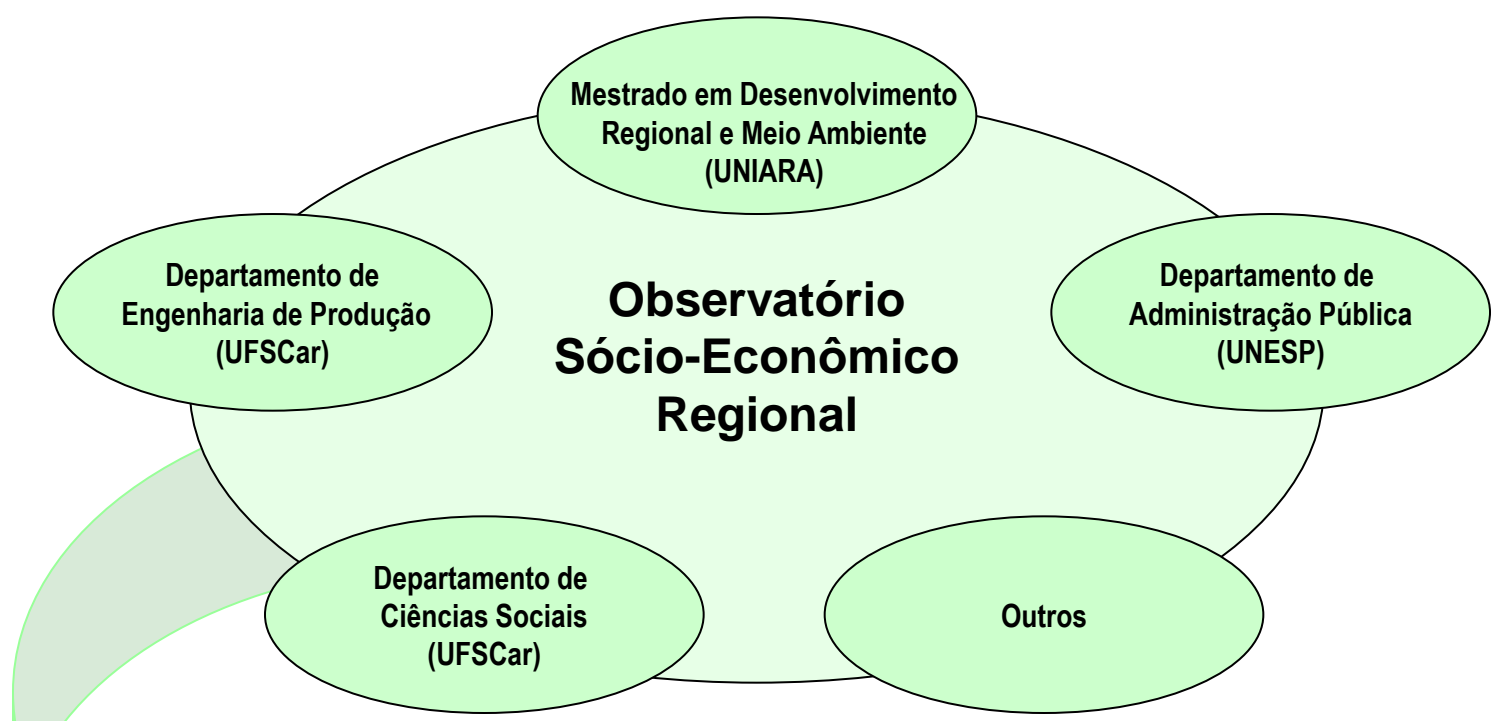 Mestrado em Desenvolvimento
Regional e Meio Ambiente
(UNIARA)
Departamento de
Engenharia de Produção
(UFSCar)
Observatório
Sócio-Econômico
Regional
Departamento de
Administração Pública
(UNESP)
Departamento de
Ciências Sociais
(UFSCar)
Outros